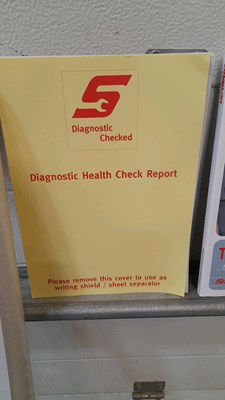 Diagnostic
Checked
Diagnostic Health Check Report
Please remove this cover to use as
writing shield / sheet separator